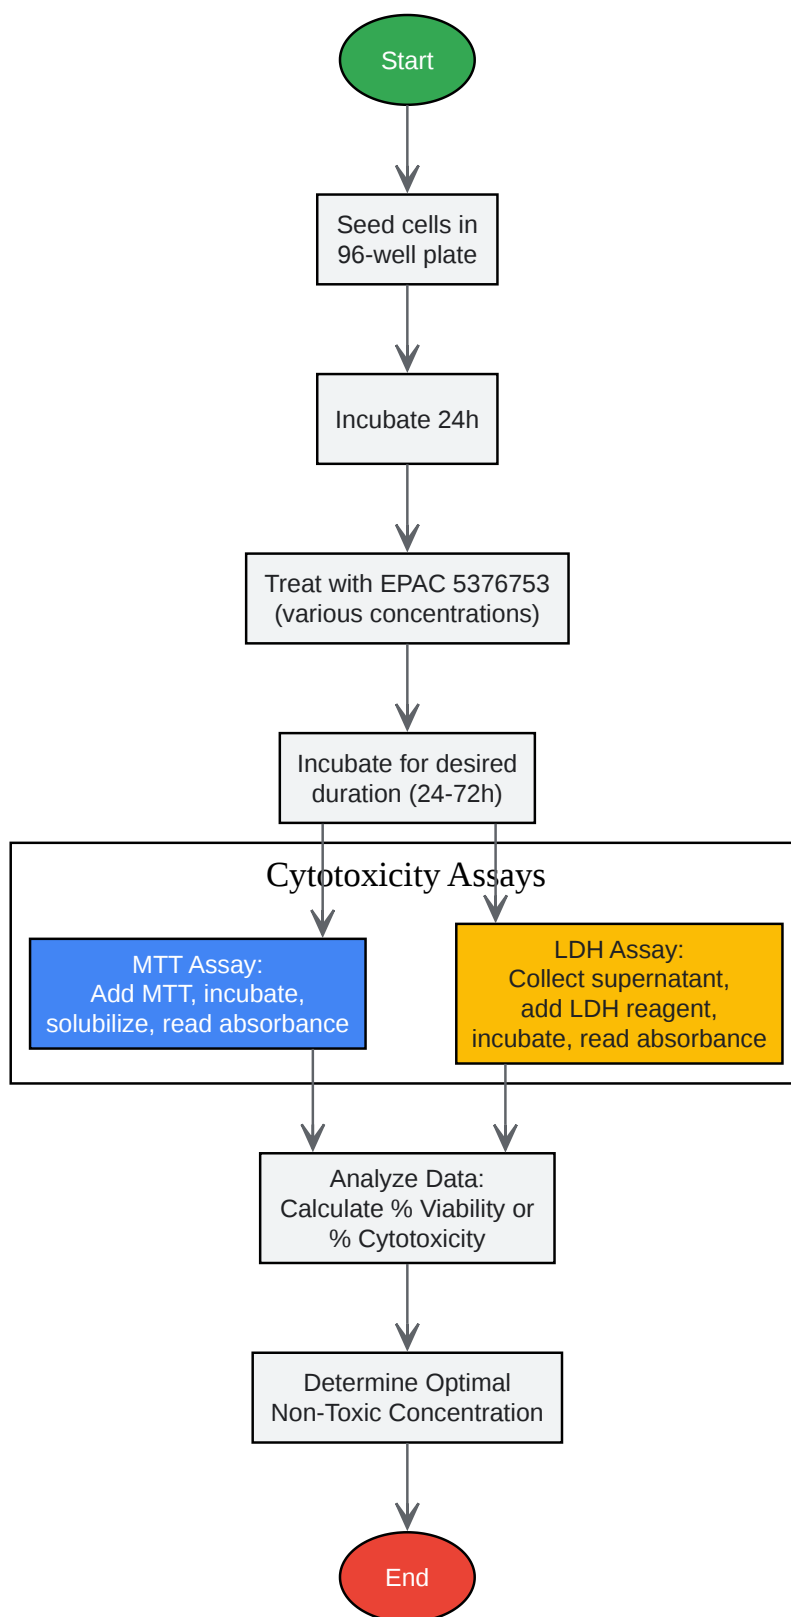 Start
Seed cells in
96-well plate
Incubate 24h
Treat with EPAC 5376753
(various concentrations)
Incubate for desired
duration (24-72h)
Cytotoxicity Assays
MTT Assay:
Add MTT, incubate,
solubilize, read absorbance
LDH Assay:
Collect supernatant,
add LDH reagent,
incubate, read absorbance
Analyze Data:
Calculate % Viability or
% Cytotoxicity
Determine Optimal
Non-Toxic Concentration
End